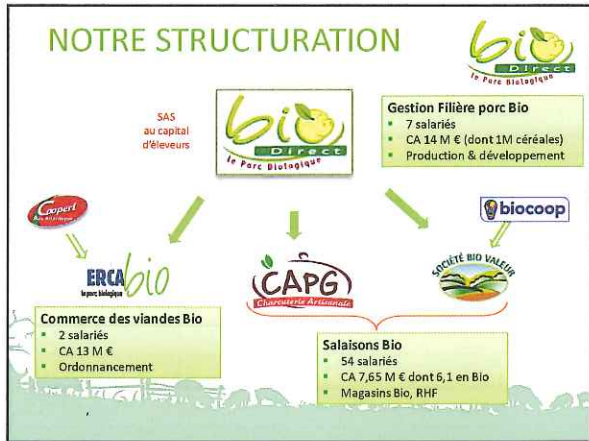 NOTRE STRUCTURATION
bio
Direct
le Porc Biologique
SAS
au capital
d'éleveurs
bio
Direct
le Porc Biologique
Gestion Filière porc Bio
7 salariés
CA 14 M € (dont 1M céréales)
Production & développement
Cooperl
biocoop
ERCA bio
le porc biologique
CAPG
Charcuterie Artisanale
SOCIÉTÉ BIO VALEUR
Commerce des viandes Bio
2 salariés
CA 13 M €
Ordonnancement
Salaisons Bio
54 salariés
CA 7,65 M € dont 6,1 en Bio
Magasins Bio, RHF